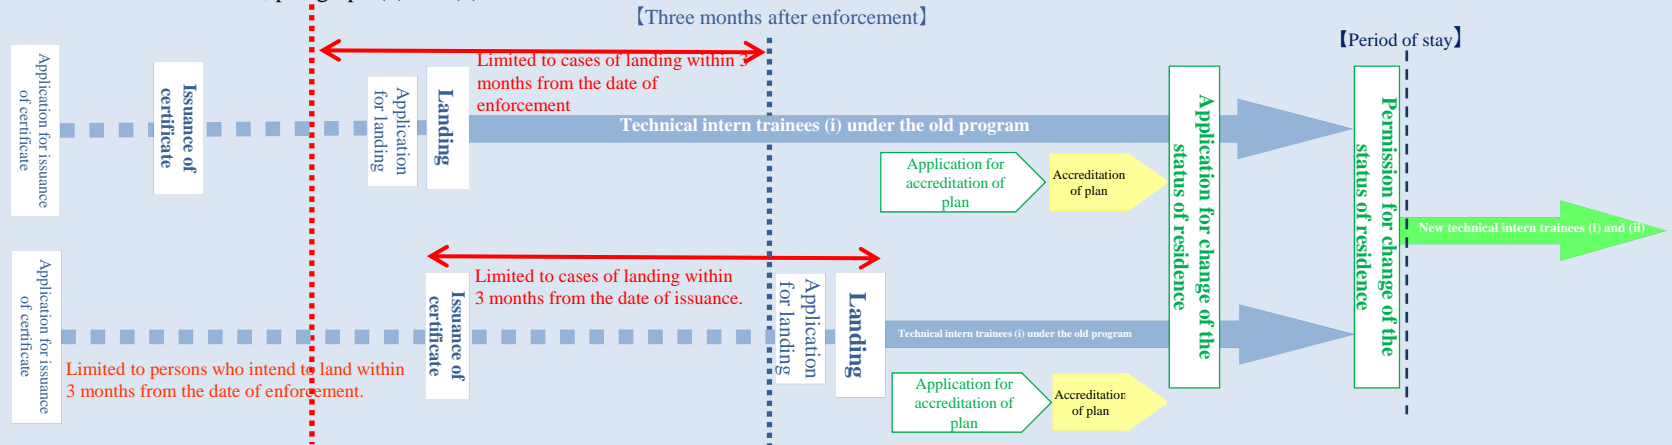 【Three months after enforcement】
【Period of stay】
Application for issuance
of certificate
Issuance of
certificate
Limited to cases of landing within 3
months from the date of
enforcement
Application
for landing
Landing
Technical intern trainees (i) under the old program
Application for
accreditation of
plan
Accreditation
of plan
Application for change of the
status of residence
Permission for change of the
status of residence
New technical intern trainees (i) and (ii)
Application for issuance
of certificate
Limited to persons who intend to land within
3 months from the date of enforcement.
Issuance of
certificate
Limited to cases of landing within
3 months from the date of issuance.
Application
for landing
Landing
Technical intern trainees (i) under the old program
Application for
accreditation of
plan
Accreditation
of plan